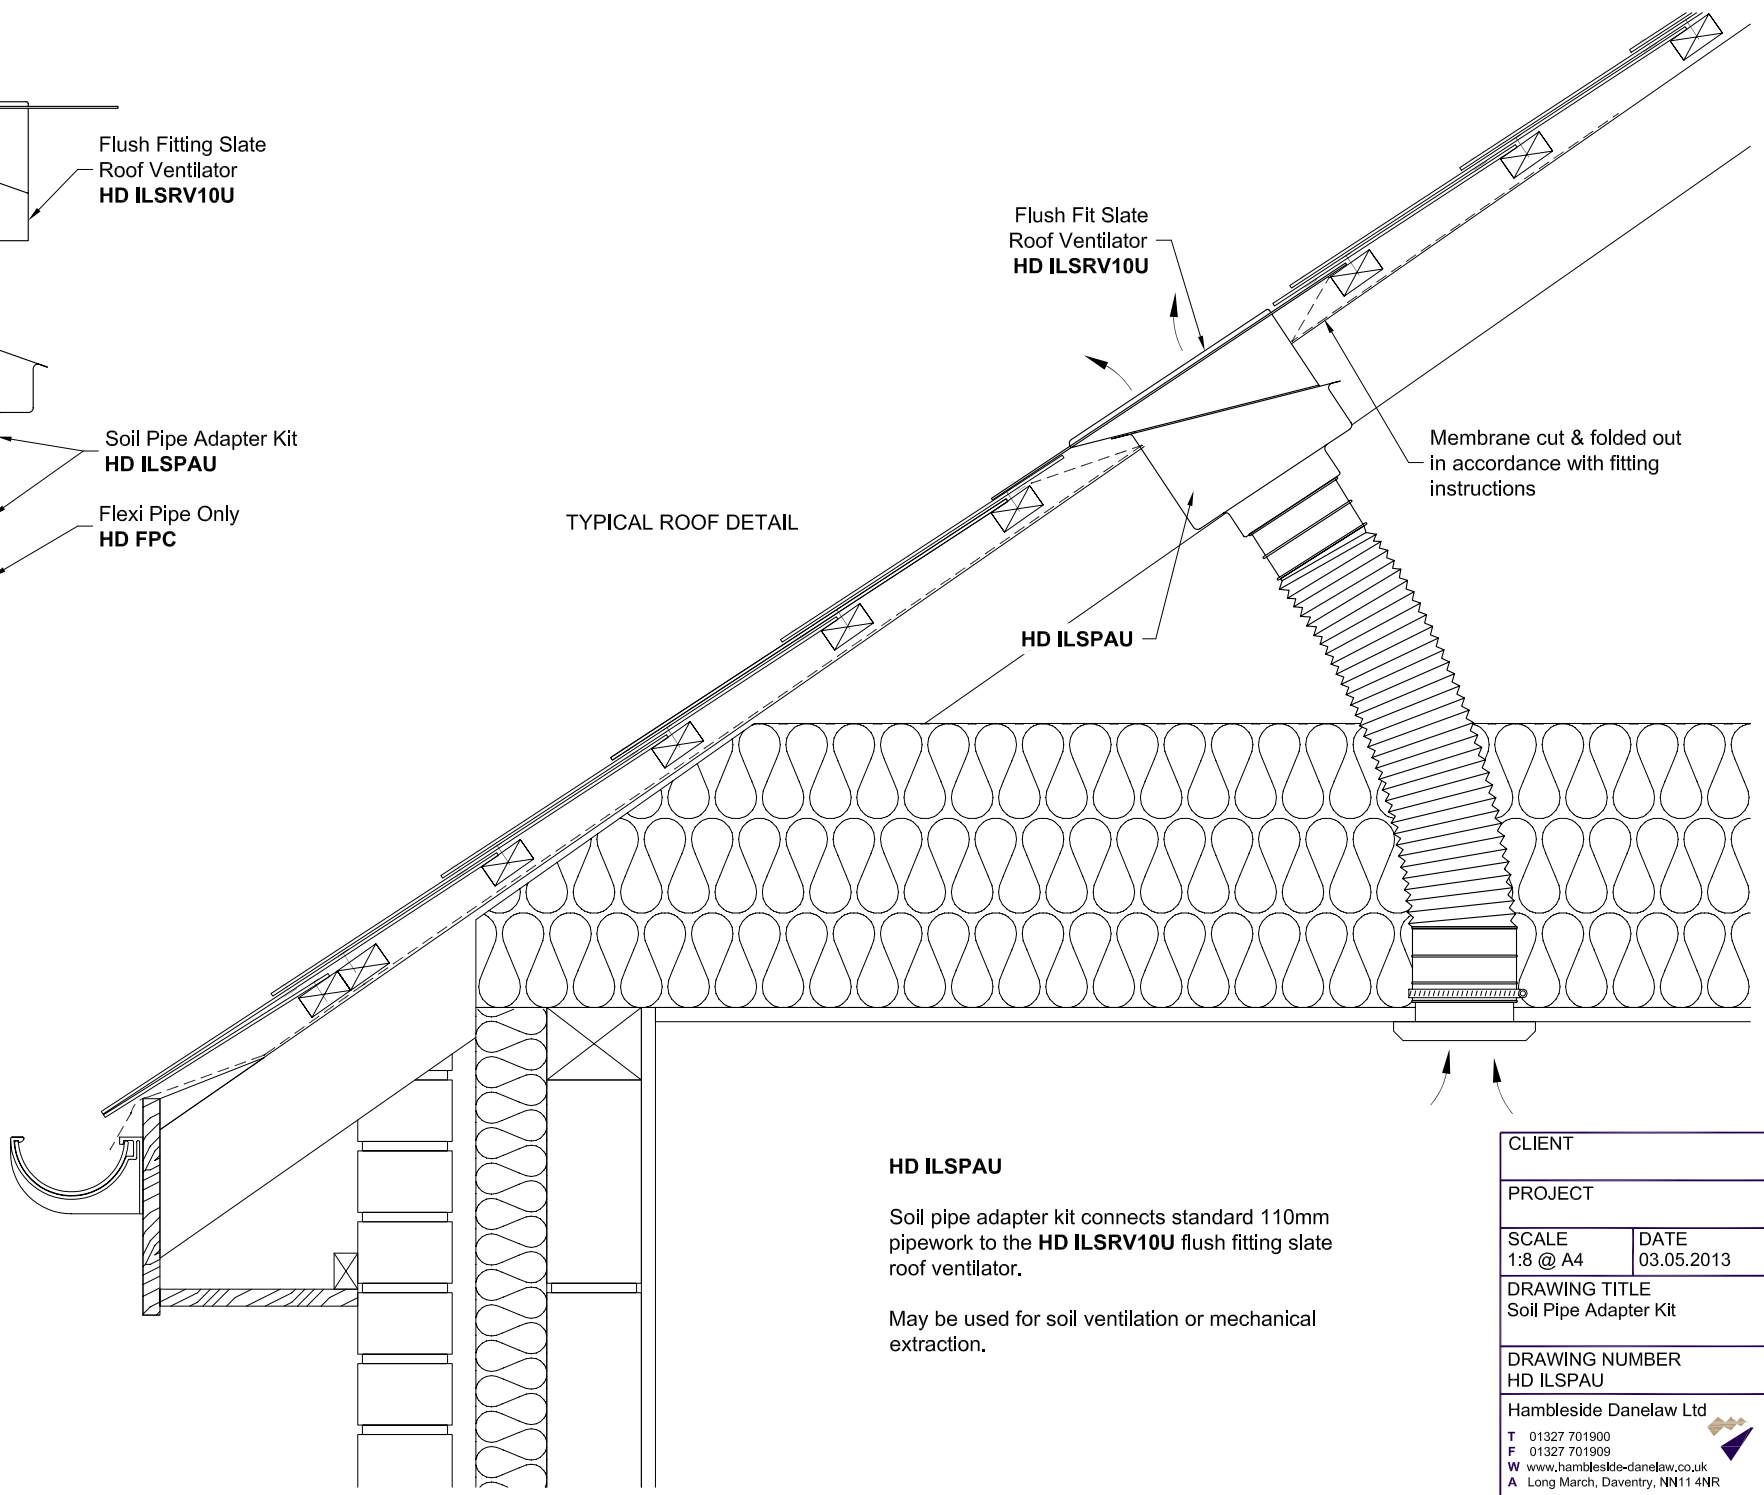 Flush Fitting Slate
Roof Ventilator
HD ILSRV10U
Soil Pipe Adapter Kit
HD ILSPAU
Flexi Pipe Only
HD FPC
TYPICAL ROOF DETAIL
Flush Fit Slate
Roof Ventilator
HD ILSRV10U
Membrane cut & folded out
in accordance with fitting
instructions
HD ILSPAU
HD ILSPAU
Soil pipe adapter kit connects standard 110mm
pipework to the HD ILSRV10U flush fitting slate
roof ventilator.
May be used for soil ventilation or mechanical
extraction.
CLIENT
PROJECT
SCALE
1:8 @ A4
DATE
03.05.2013
DRAWING TITLE
Soil Pipe Adapter Kit
DRAWING NUMBER
HD ILSPAU
Hambleside Danelaw Ltd
T 01327 701900
F 01327 701909
W www.hambleside-danelaw.co.uk
A Long March, Daventry, NN11 4NR